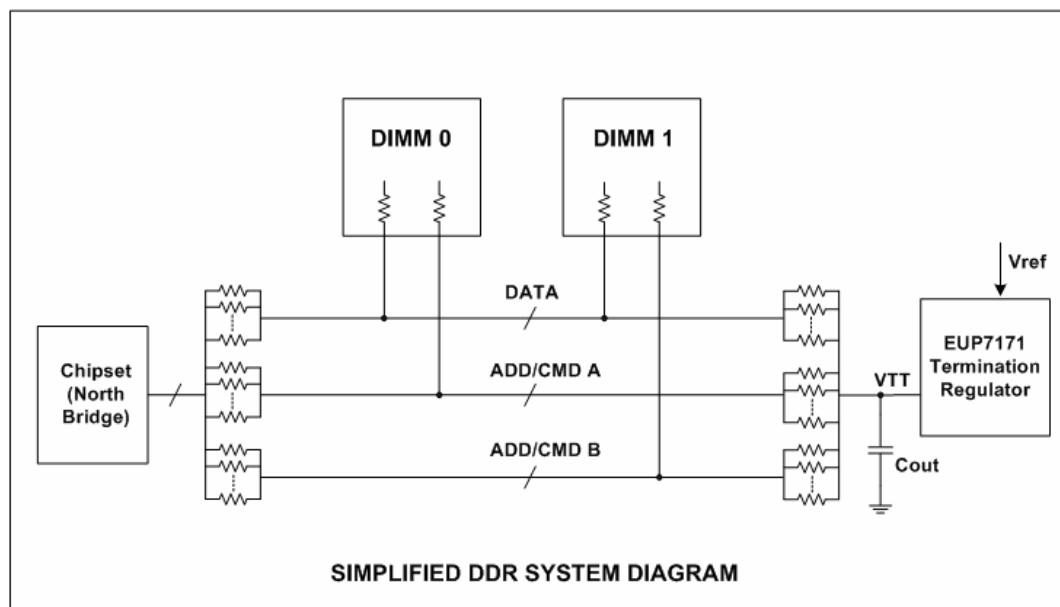 DIMM 0
DIMM 1
Vref
DATA
EUP7171
Termination
Regulator
Chipset
(North
Bridge)
ADD/CMD A
VTT
ADD/CMD B
Cout
SIMPLIFIED DDR SYSTEM DIAGRAM